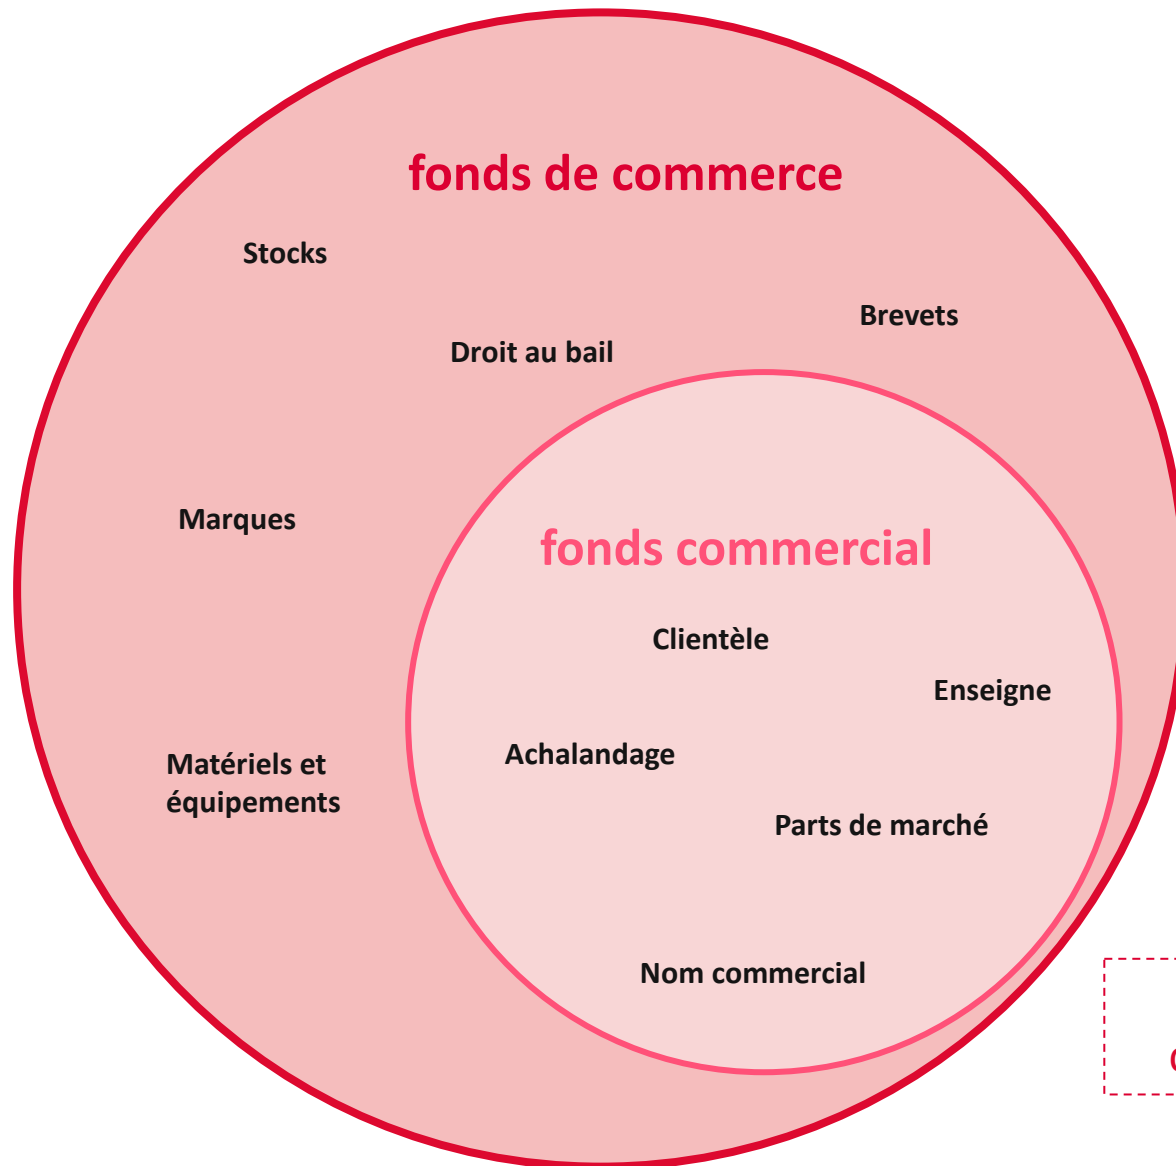 fonds de commerce
Stocks
Brevets
Droit au bail
Marques
fonds commercial
Clientèle
Enseigne
Achalandage
Matériels et
équipements
Parts de marché
Nom commercial